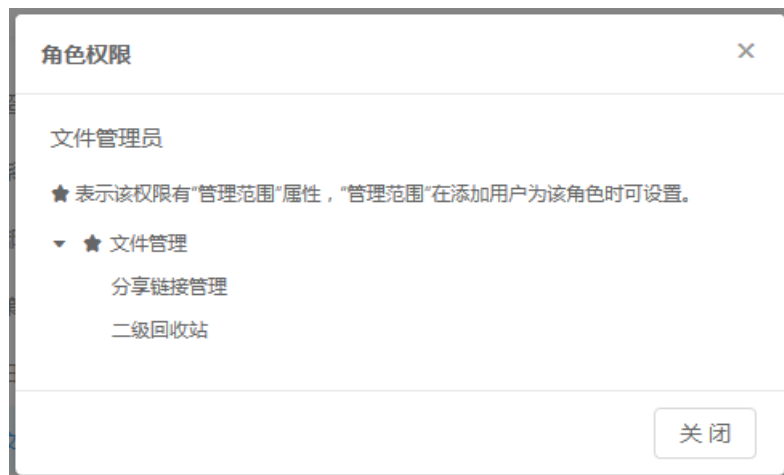 角色权限
文件管理员
★ 表示该权限有"管理范围"属性，"管理范围"在添加用户为该角色时可设置。
★ 文件管理
分享链接管理
二级回收站
关 闭